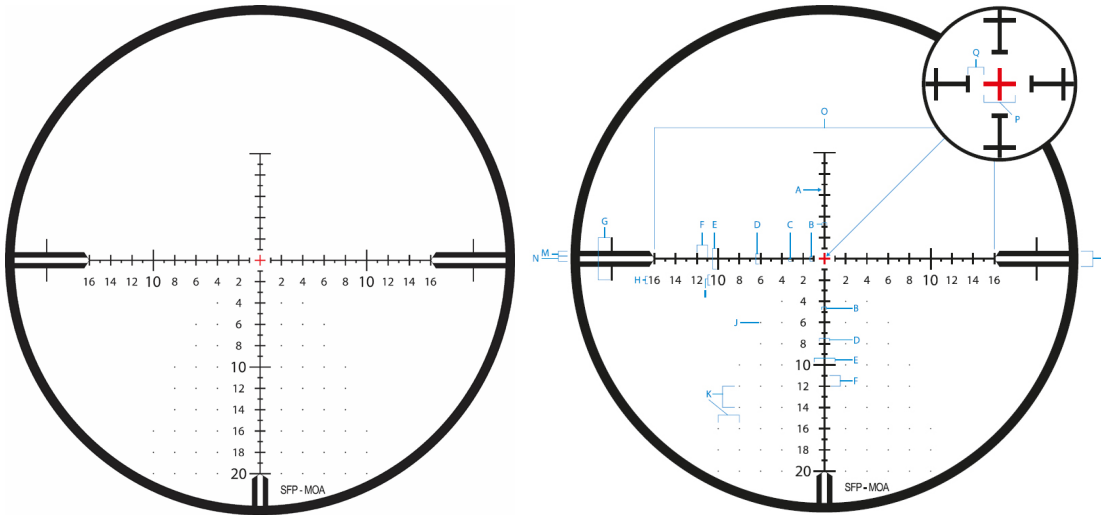 16 14 12 10 8 6 4 2 2 4 6 8 10 12 14 16
4
6
8
10
12
14
16
18
20
SFP - MOA
Q
P
O
A
F E D C B
G
M
N
H 16 14 12 10 8 6 4 2 2 4 6 8 10 12 14 16
I
4
B
J 6
8 D
E
10
F
K 12
14
16
18
20
SFP - MOA